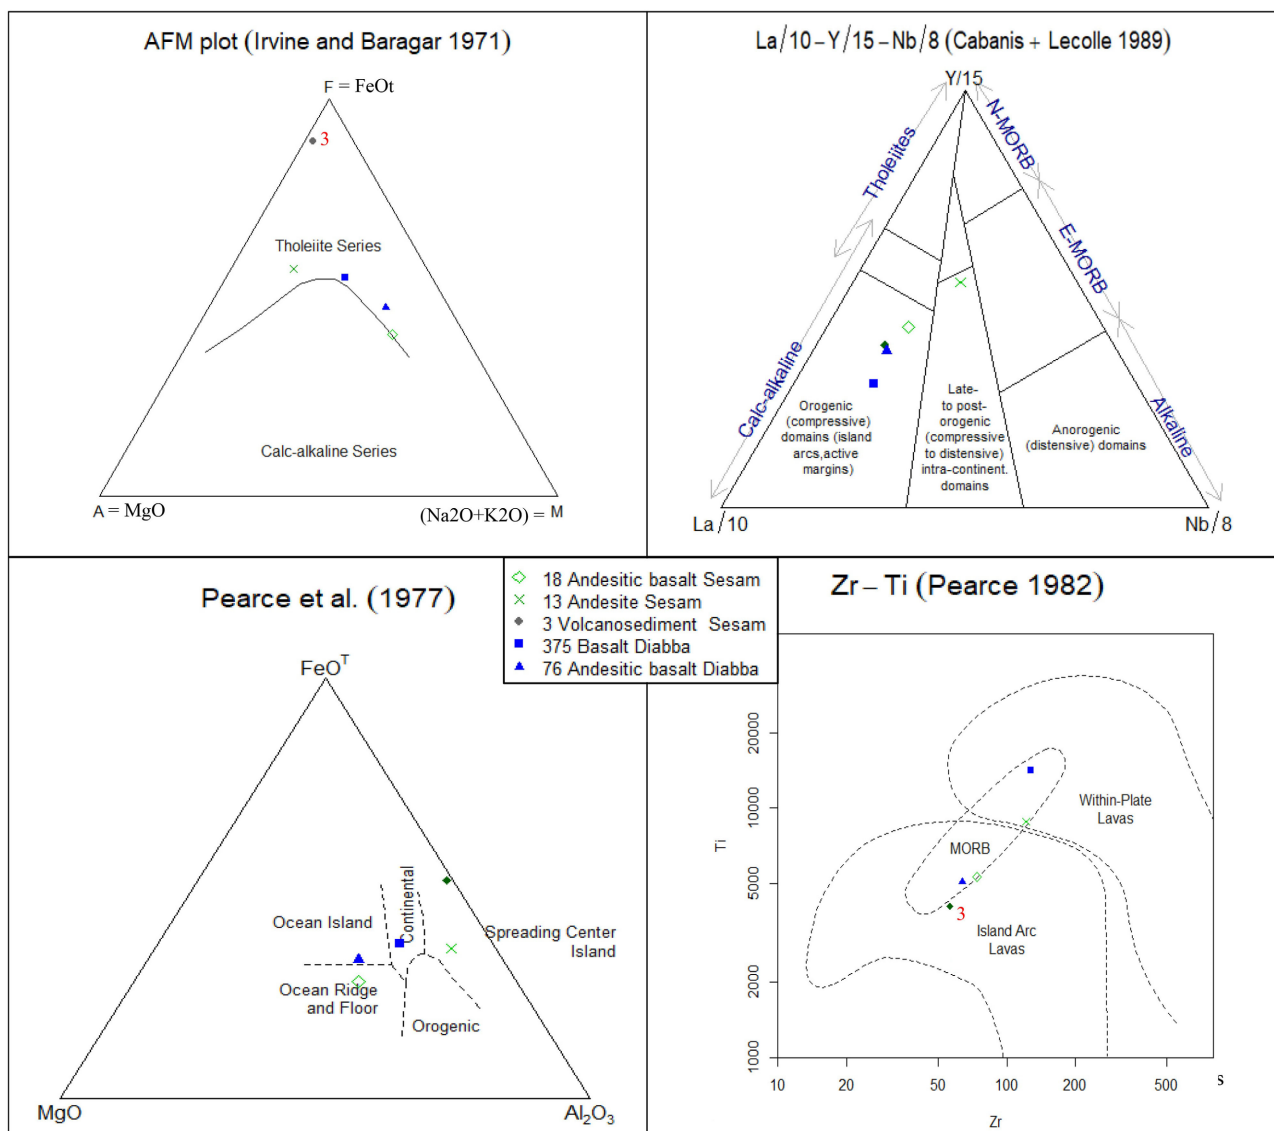 AFM plot (Irvine and Baragar 1971)
F = FeOt
3
Tholeiite Series
Calc-alkaline Series
A = MgO
(Na2O+K2O) = M
La/10 – Y/15 – Nb/8 (Cabanis + Lecolle 1989)
Y/15
Tholeiites
N-MORB
E-MORB
Calc-alkaline
Alkaline
Orogenic
(compressive)
domains (island
arcs,active
margins)
Late-
to post-
orogenic
(compressive
to distensive)
intra-continent.
domains
Anorogenic
(distensive) domains
La/10
Nb/8
18 Andesitic basalt Sesam
13 Andesite Sesam
3 Volcanosediment Sesam
375 Basalt Diabba
76 Andesitic basalt Diabba
Pearce et al. (1977)
FeOᵀ
Ocean Island
Continental
Spreading Center
Island
Ocean Ridge
and Floor
Orogenic
MgO
Al₂O₃
Zr – Ti (Pearce 1982)
Ti
20000
10000
5000
2000
1000
Within-Plate
Lavas
MORB
3
Island Arc
Lavas
10
20
50
100
200
500
s
Zr